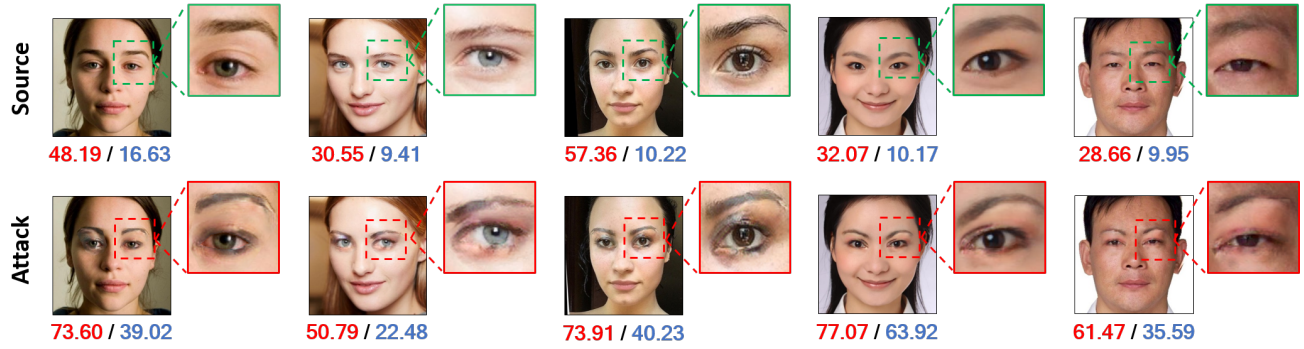 Source
48.19 / 16.63
30.55 / 9.41
57.36 / 10.22
32.07 / 10.17
28.66 / 9.95
Attack
73.60 / 39.02
50.79 / 22.48
73.91 / 40.23
77.07 / 63.92
61.47 / 35.59